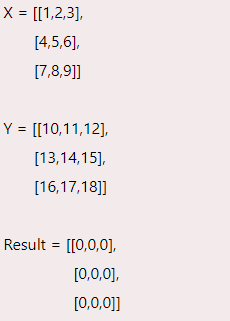 X = [[1,2,3],
[4,5,6],
[7,8,9]]
Y = [[10,11,12],
[13,14,15],
[16,17,18]]
Result = [[0,0,0],
[0,0,0],
[0,0,0]]